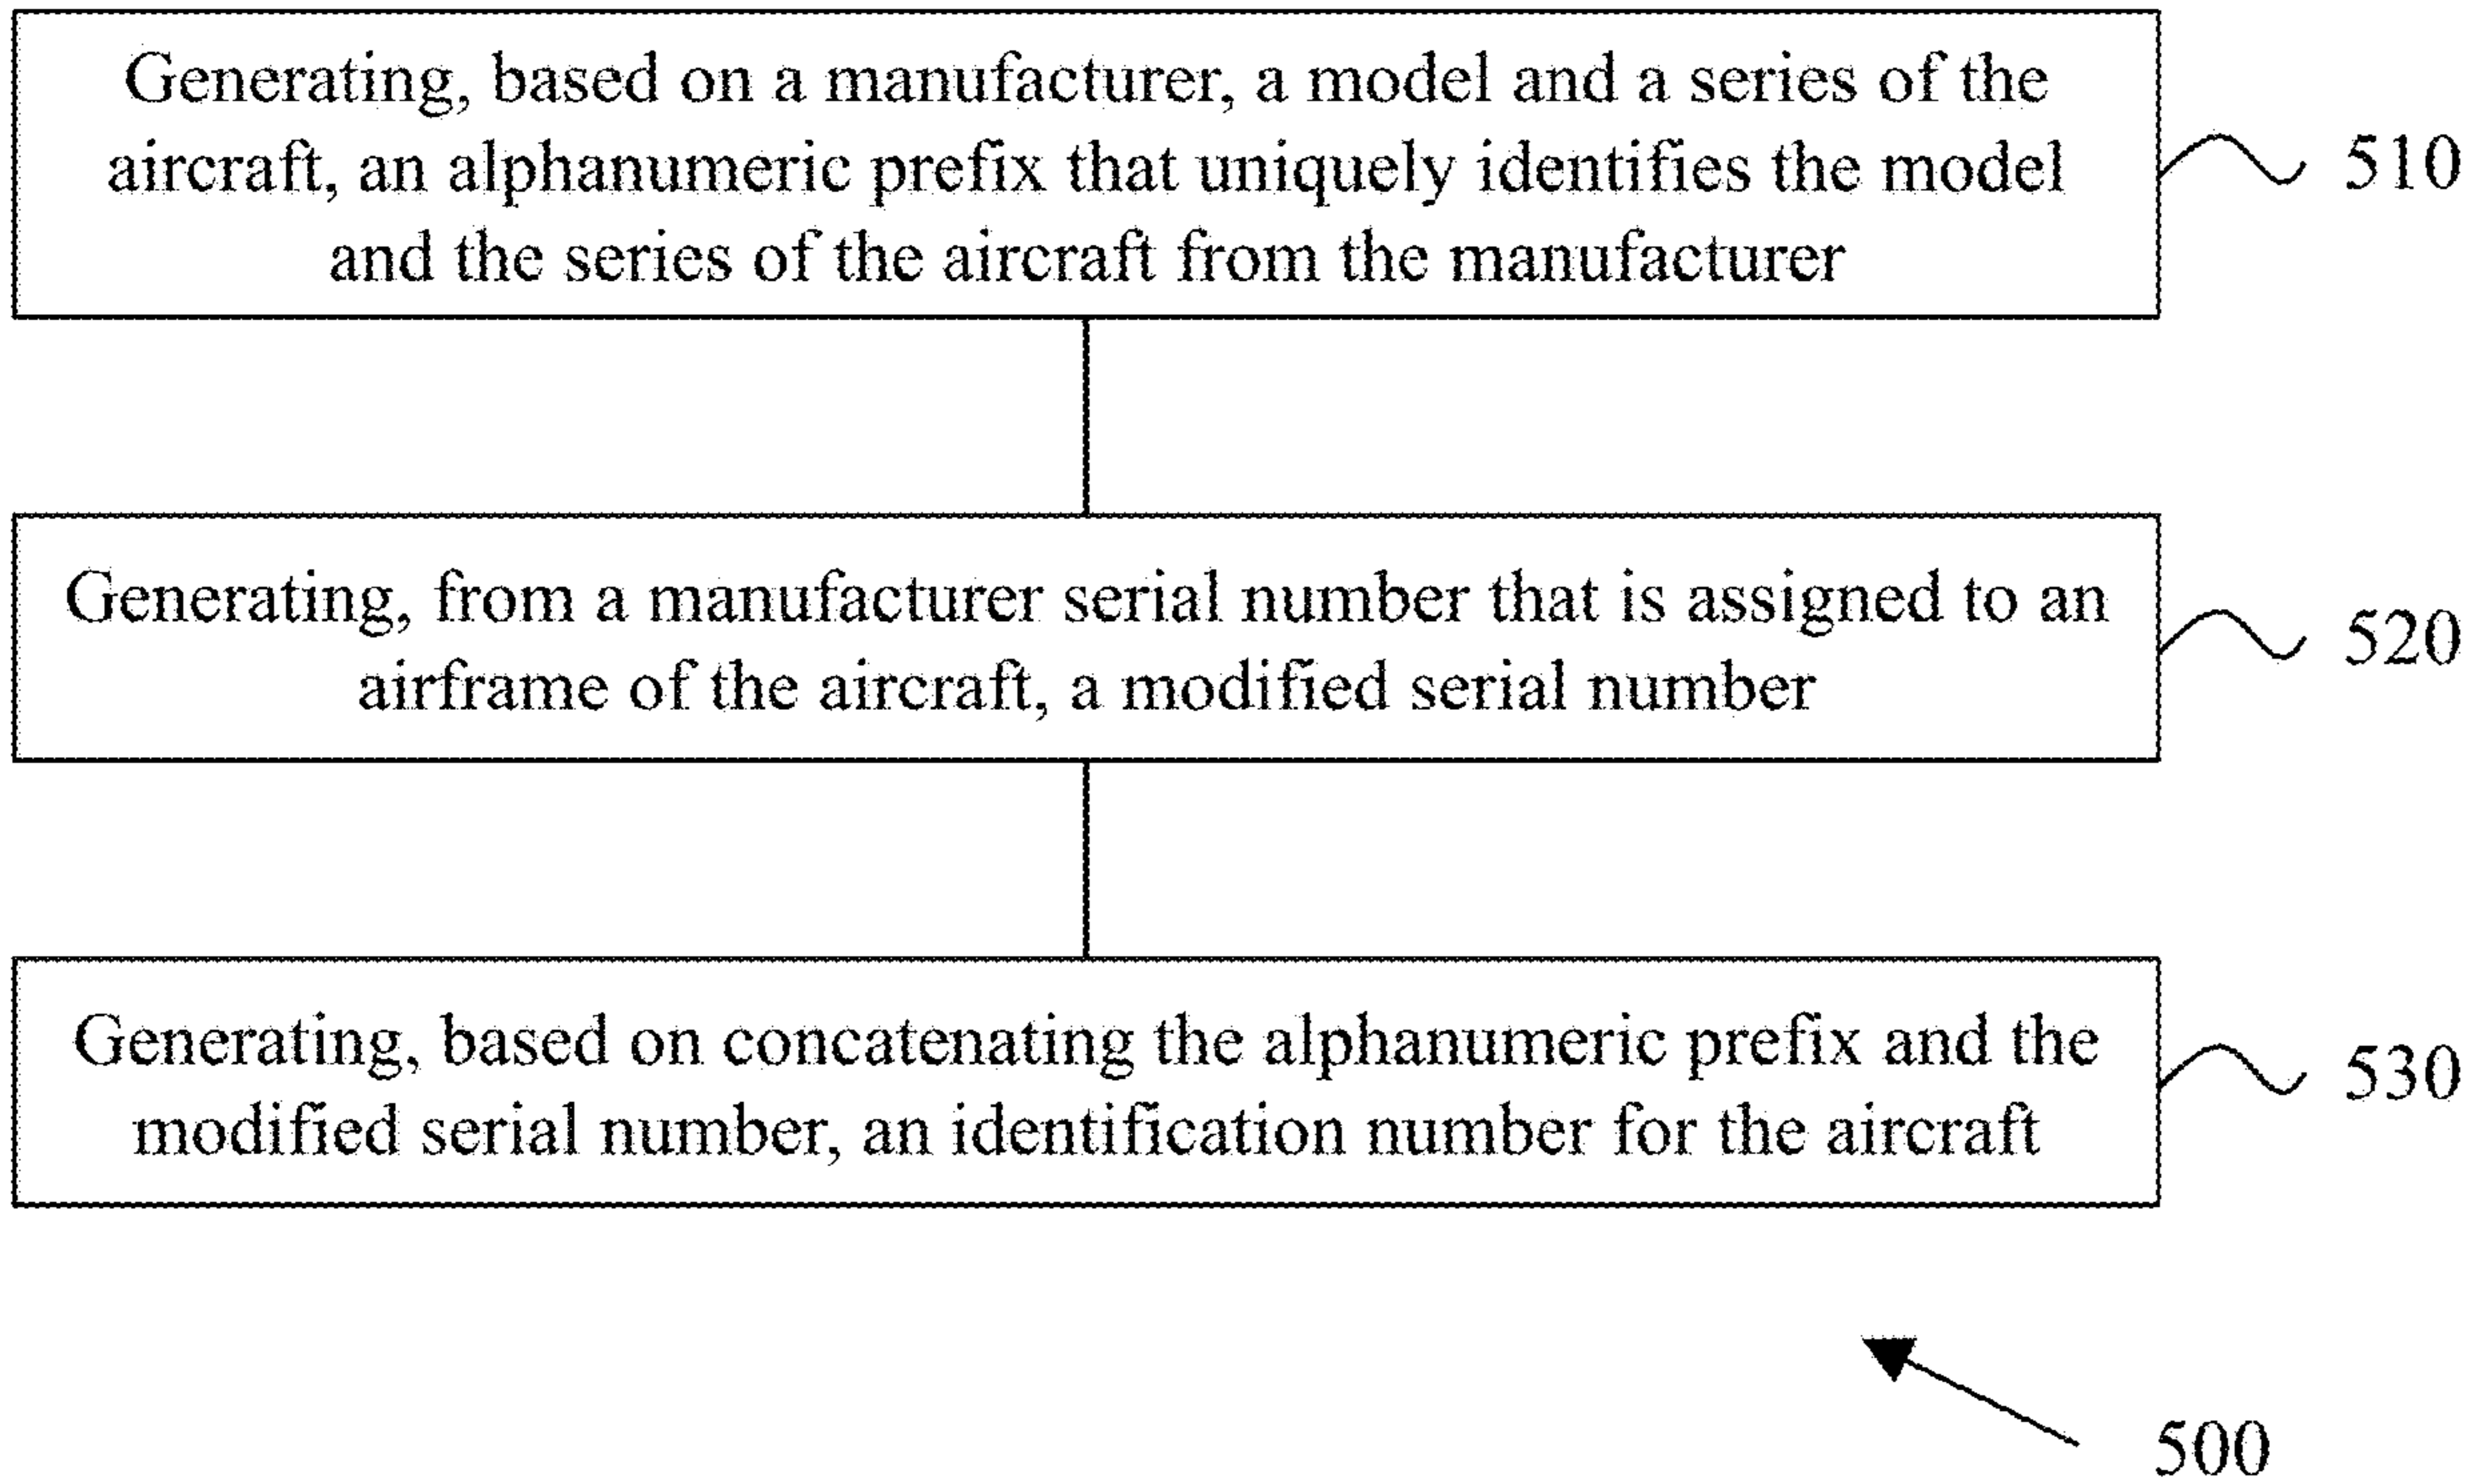 Generating, based on a manufacturer, a model and a series of the
aircraft, an alphanumeric prefix that uniquely identifies the model
and the series of the aircraft from the manufacturer
510
Generating, from a manufacturer serial number that is assigned to an
airframe of the aircraft, a modified serial number
520
Generating, based on concatenating the alphanumeric prefix and the
modified serial number, an identification number for the aircraft
530
500